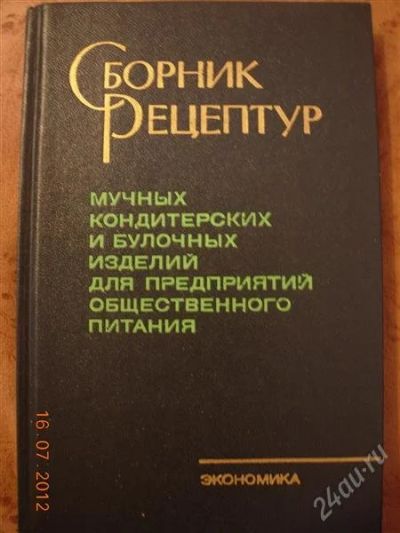 Сборник
Рецептур
МУЧНЫХ
КОНДИТЕРСКИХ
И БУЛОЧНЫХ
ИЗДЕЛИЙ
ДЛЯ ПРЕДПРИЯТИЙ
ОБЩЕСТВЕННОГО
ПИТАНИЯ
ЭКОНОМИКА
16.07.2012
24au.ru